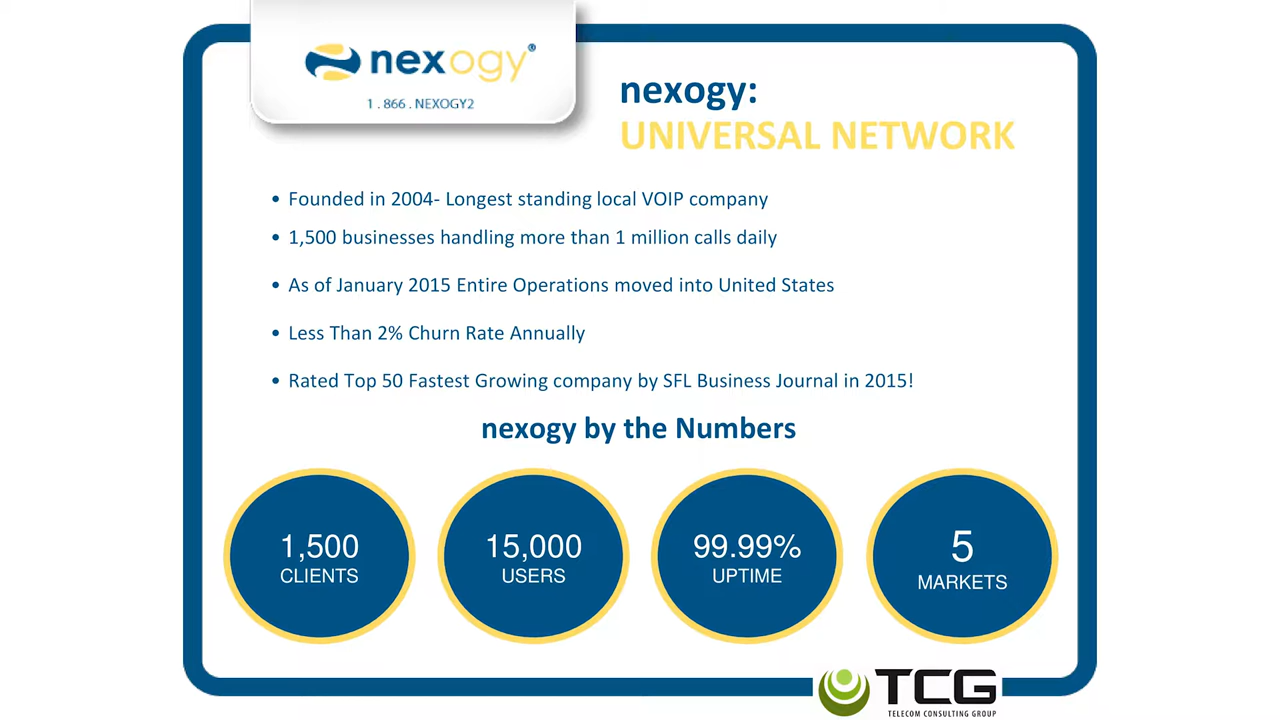 nexogy®
1 . 866 . NEXOGY2
nexogy:
UNIVERSAL NETWORK
• Founded in 2004- Longest standing local VOIP company
• 1,500 businesses handling more than 1 million calls daily
• As of January 2015 Entire Operations moved into United States
• Less Than 2% Churn Rate Annually
• Rated Top 50 Fastest Growing company by SFL Business Journal in 2015!
nexogy by the Numbers
1,500
CLIENTS
15,000
USERS
99.99%
UPTIME
5
MARKETS
TCG
TELECOM CONSULTING GROUP